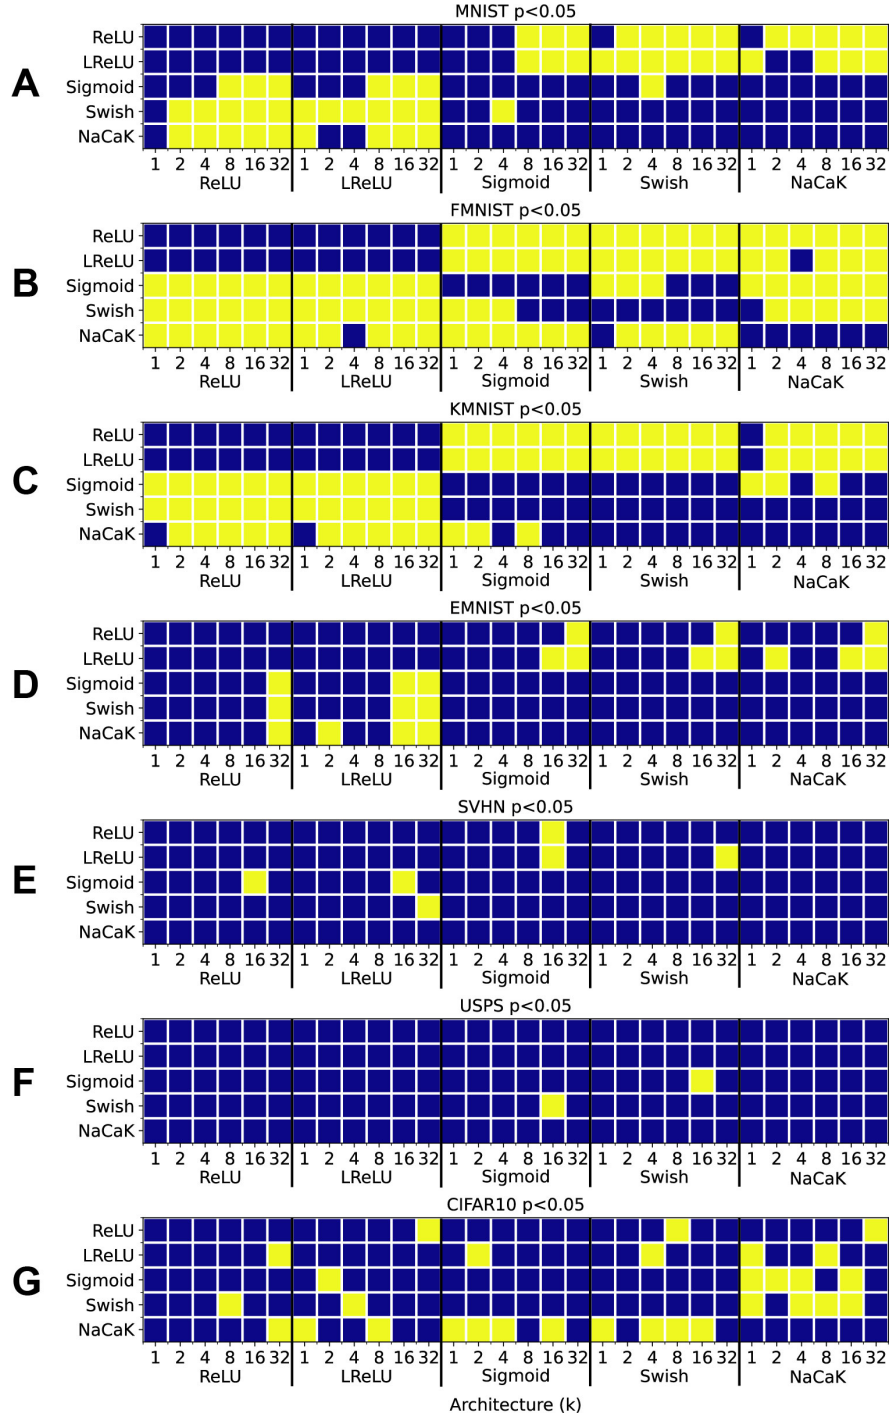 MNIST p<0.05
A
ReLU
LReLU
Sigmoid
Swish
NaCaK
1 2 4 8 16 32 1 2 4 8 16 32 1 2 4 8 16 32 1 2 4 8 16 32 1 2 4 8 16 32
ReLU LReLU Sigmoid Swish NaCaK
FMNIST p<0.05
B
ReLU
LReLU
Sigmoid
Swish
NaCaK
1 2 4 8 16 32 1 2 4 8 16 32 1 2 4 8 16 32 1 2 4 8 16 32 1 2 4 8 16 32
ReLU LReLU Sigmoid Swish NaCaK
KMNIST p<0.05
C
ReLU
LReLU
Sigmoid
Swish
NaCaK
1 2 4 8 16 32 1 2 4 8 16 32 1 2 4 8 16 32 1 2 4 8 16 32 1 2 4 8 16 32
ReLU LReLU Sigmoid Swish NaCaK
EMNIST p<0.05
D
ReLU
LReLU
Sigmoid
Swish
NaCaK
1 2 4 8 16 32 1 2 4 8 16 32 1 2 4 8 16 32 1 2 4 8 16 32 1 2 4 8 16 32
ReLU LReLU Sigmoid Swish NaCaK
SVHN p<0.05
E
ReLU
LReLU
Sigmoid
Swish
NaCaK
1 2 4 8 16 32 1 2 4 8 16 32 1 2 4 8 16 32 1 2 4 8 16 32 1 2 4 8 16 32
ReLU LReLU Sigmoid Swish NaCaK
USPS p<0.05
F
ReLU
LReLU
Sigmoid
Swish
NaCaK
1 2 4 8 16 32 1 2 4 8 16 32 1 2 4 8 16 32 1 2 4 8 16 32 1 2 4 8 16 32
ReLU LReLU Sigmoid Swish NaCaK
CIFAR10 p<0.05
G
ReLU
LReLU
Sigmoid
Swish
NaCaK
1 2 4 8 16 32 1 2 4 8 16 32 1 2 4 8 16 32 1 2 4 8 16 32 1 2 4 8 16 32
ReLU LReLU Sigmoid Swish NaCaK
Architecture (k)